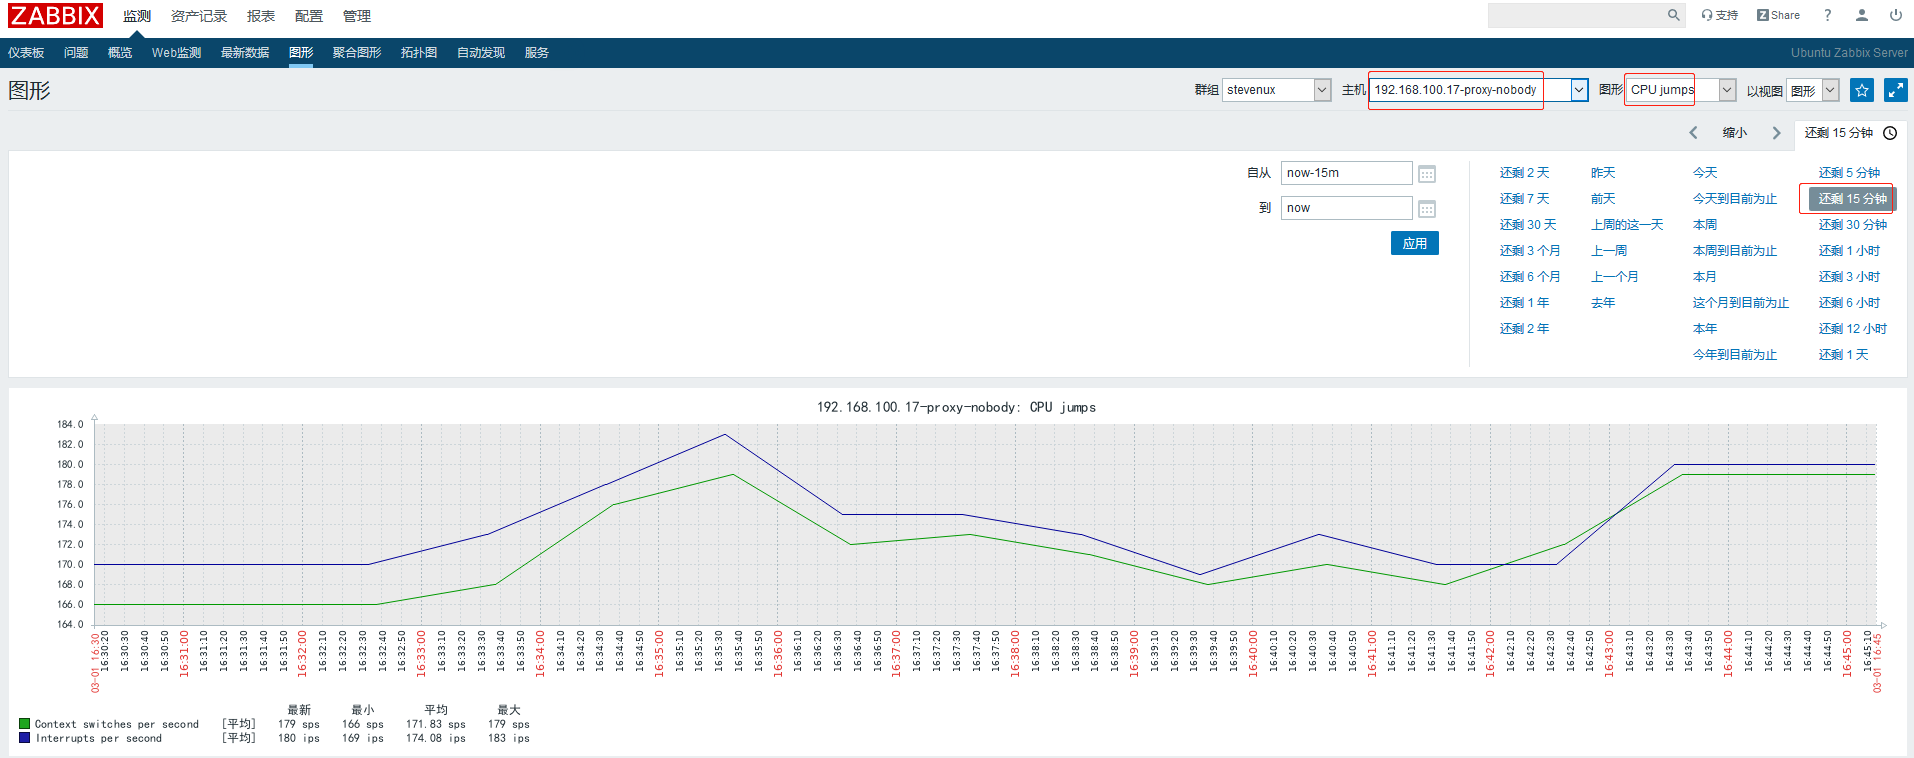 ZABBIX 监测 资产记录 报表 配置 管理 支持 Z Share ?
仪表板 问题 概览 Web监测 最新数据 图形 聚合图形 拓扑图 自动发现 服务 Ubuntu Zabbix Server
图形 群组 stevenux 主机 192.168.100.17-proxy-nobody 图形 CPU jumps 以视图 图形
缩小 还剩 15 分钟
自从 now-15m 还剩 2 天 昨天 今天 还剩 5 分钟
还剩 7 天 前天 今天到目前为止 还剩 15 分钟
到 now
还剩 30 天 上周的这一天 本周 还剩 30 分钟
应用
还剩 3 个月 上一周 本周到目前为止 还剩 1 小时
还剩 6 个月 上一个月 本月 还剩 3 小时
还剩 1 年 去年 这个月到目前为止 还剩 6 小时
还剩 2 年 本年 还剩 12 小时
今年到目前为止 还剩 1 天
192.168.100.17-proxy-nobody: CPU jumps
184.0
182.0
180.0
178.0
176.0
174.0
172.0
170.0
168.0
166.0
164.0
03-01 16:30 16:30:20 16:30:30 16:30:40 16:30:50 16:31:00 16:31:10 16:31:20 16:31:30 16:31:40 16:31:50 16:32:00 16:32:10 16:32:20 16:32:30 16:32:40 16:32:50 16:33:00 16:33:10 16:33:20 16:33:30 16:33:40 16:33:50 16:34:00 16:34:10 16:34:20 16:34:30 16:34:40 16:34:50 16:35:00 16:35:10 16:35:20 16:35:30 16:35:40 16:35:50 16:36:00 16:36:10 16:36:20 16:36:30 16:36:40 16:36:50 16:37:00 16:37:10 16:37:20 16:37:30 16:37:40 16:37:50 16:38:00 16:38:10 16:38:20 16:38:30 16:38:40 16:38:50 16:39:00 16:39:10 16:39:20 16:39:30 16:39:40 16:39:50 16:40:00 16:40:10 16:40:20 16:40:30 16:40:40 16:40:50 16:41:00 16:41:10 16:41:20 16:41:30 16:41:40 16:41:50 16:42:00 16:42:10 16:42:20 16:42:30 16:42:40 16:42:50 16:43:00 16:43:10 16:43:20 16:43:30 16:43:40 16:43:50 16:44:00 16:44:10 16:44:20 16:44:30 16:44:40 16:44:50 16:45:00 16:45:10 03-01 16:45
最新 最小 平均 最大
Context switches per second [平均] 179 sps 166 sps 171.83 sps 179 sps
Interrupts per second [平均] 180 ips 169 ips 174.08 ips 183 ips